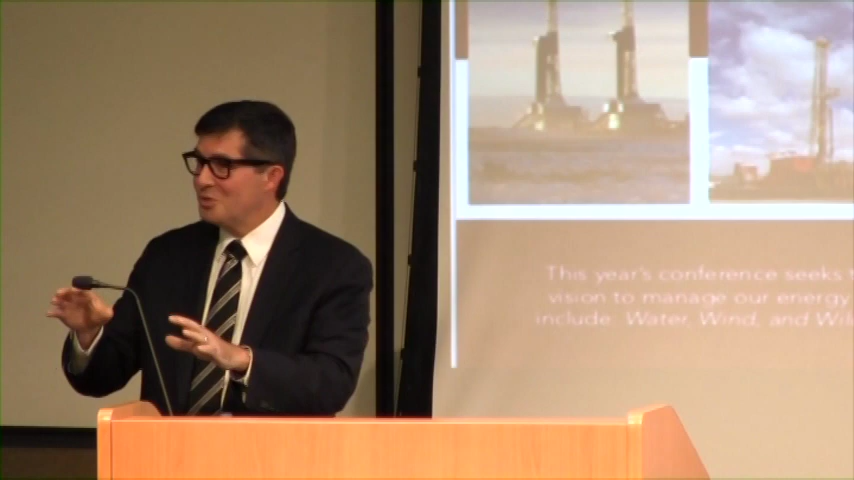 This year's conference seeks
vision to manage our energy
include: Water, Wind, and